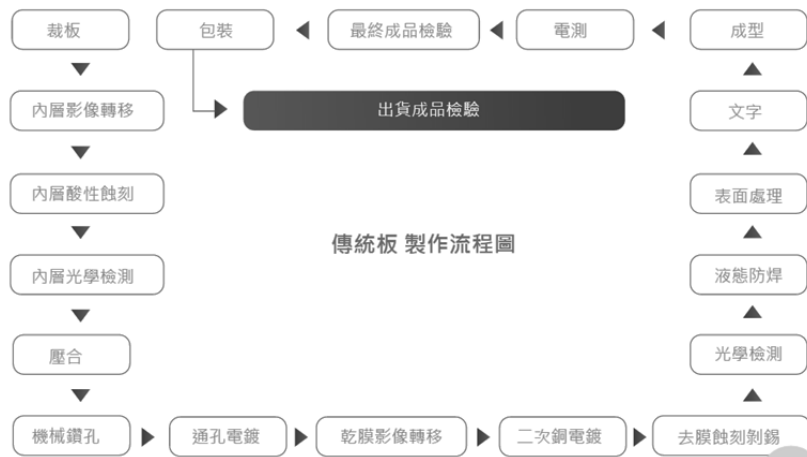 裁板
包裝
最終成品檢驗
電測
成型
內層影像轉移
出貨成品檢驗
文字
內層酸性蝕刻
表面處理
傳統板 製作流程圖
內層光學檢測
液態防焊
壓合
光學檢測
機械鑽孔
通孔電鍍
乾膜影像轉移
二次銅電鍍
去膜蝕刻剝錫